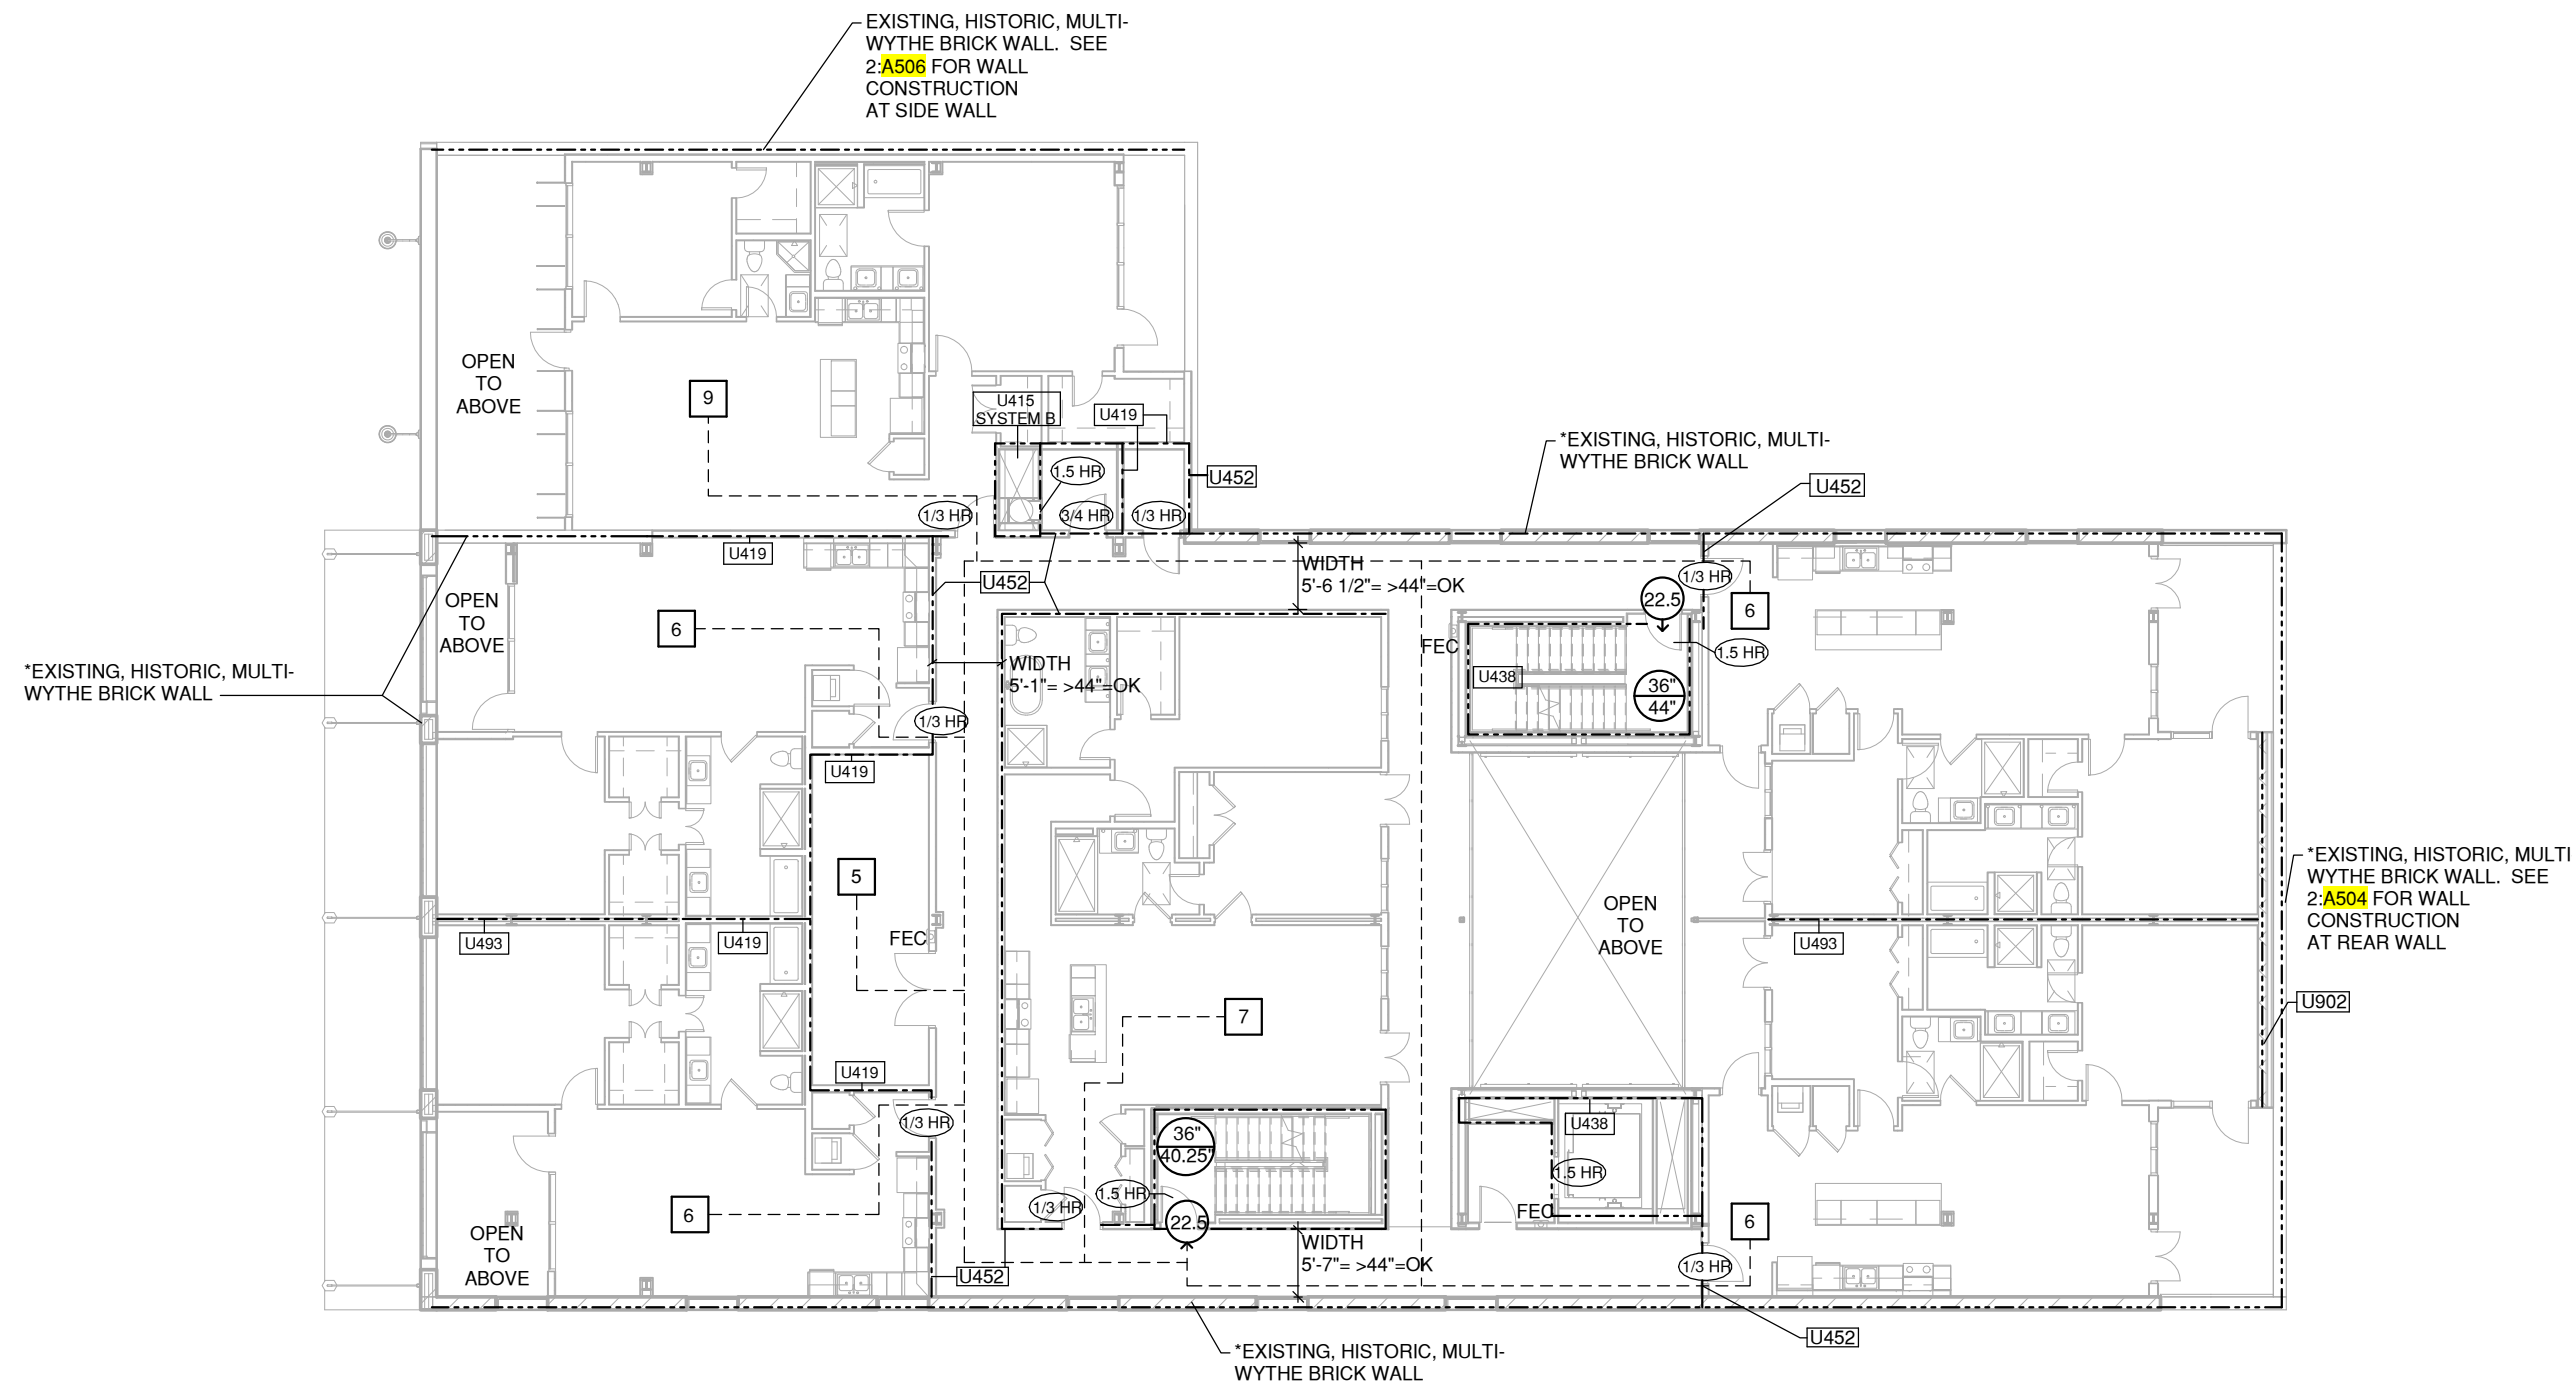 EXISTING, HISTORIC, MULTI-
WYTHE BRICK WALL.  SEE
2:A506 FOR WALL
CONSTRUCTION
AT SIDE WALL
OPEN
TO
ABOVE
9
U415
SYSTEM B
U419
1.5 HR
U452
1/3 HR
3/4 HR
1/3 HR
*EXISTING, HISTORIC, MULTI-
WYTHE BRICK WALL
U452
U419
U452
WIDTH
5'-6 1/2"= >44"=OK
1/3 HR
22.5
6
OPEN
TO
ABOVE
6
FEC
1.5 HR
*EXISTING, HISTORIC, MULTI-
WYTHE BRICK WALL
WIDTH
5'-1"= >44"=OK
U438
36"
44"
1/3 HR
U419
5
FEC
U493
U419
OPEN
TO
ABOVE
U493
*EXISTING, HISTORIC, MULTI
WYTHE BRICK WALL.  SEE
2:A504 FOR WALL
CONSTRUCTION
AT REAR WALL
U902
7
U419
1/3 HR
36"
40.25"
U438
1.5 HR
1.5 HR
1/3 HR
22.5
FEC
6
6
OPEN
TO
ABOVE
U452
WIDTH
5'-7"= >44"=OK
1/3 HR
U452
*EXISTING, HISTORIC, MULTI-
WYTHE BRICK WALL